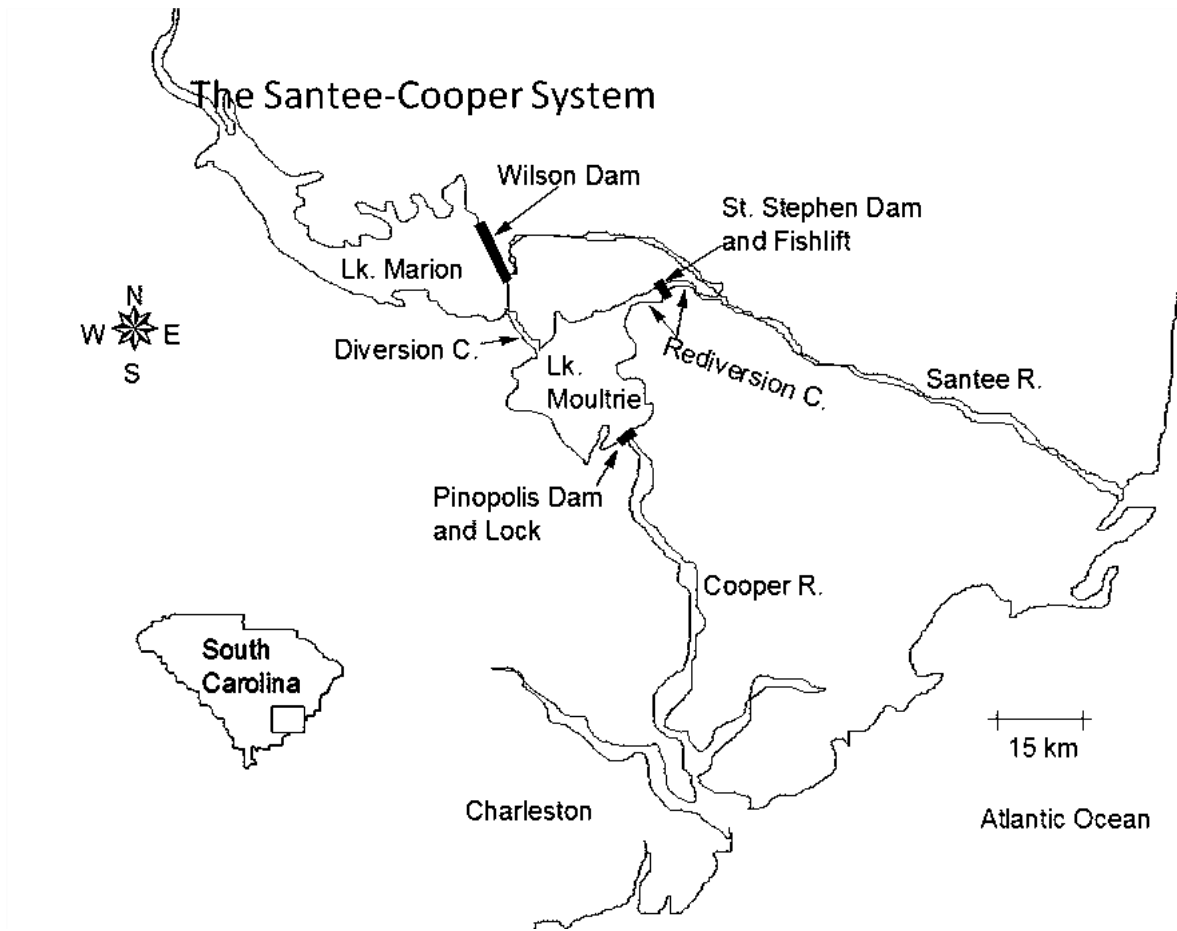 The Santee-Cooper System
Wilson Dam
St. Stephen Dam
and Fishlift
Lk. Marion
N
W E
S
Diversion C.
Lk.
Moultrie
Rediversion C.
Santee R.
Pinopolis Dam
and Lock
Cooper R.
South
Carolina
15 km
Charleston
Atlantic Ocean